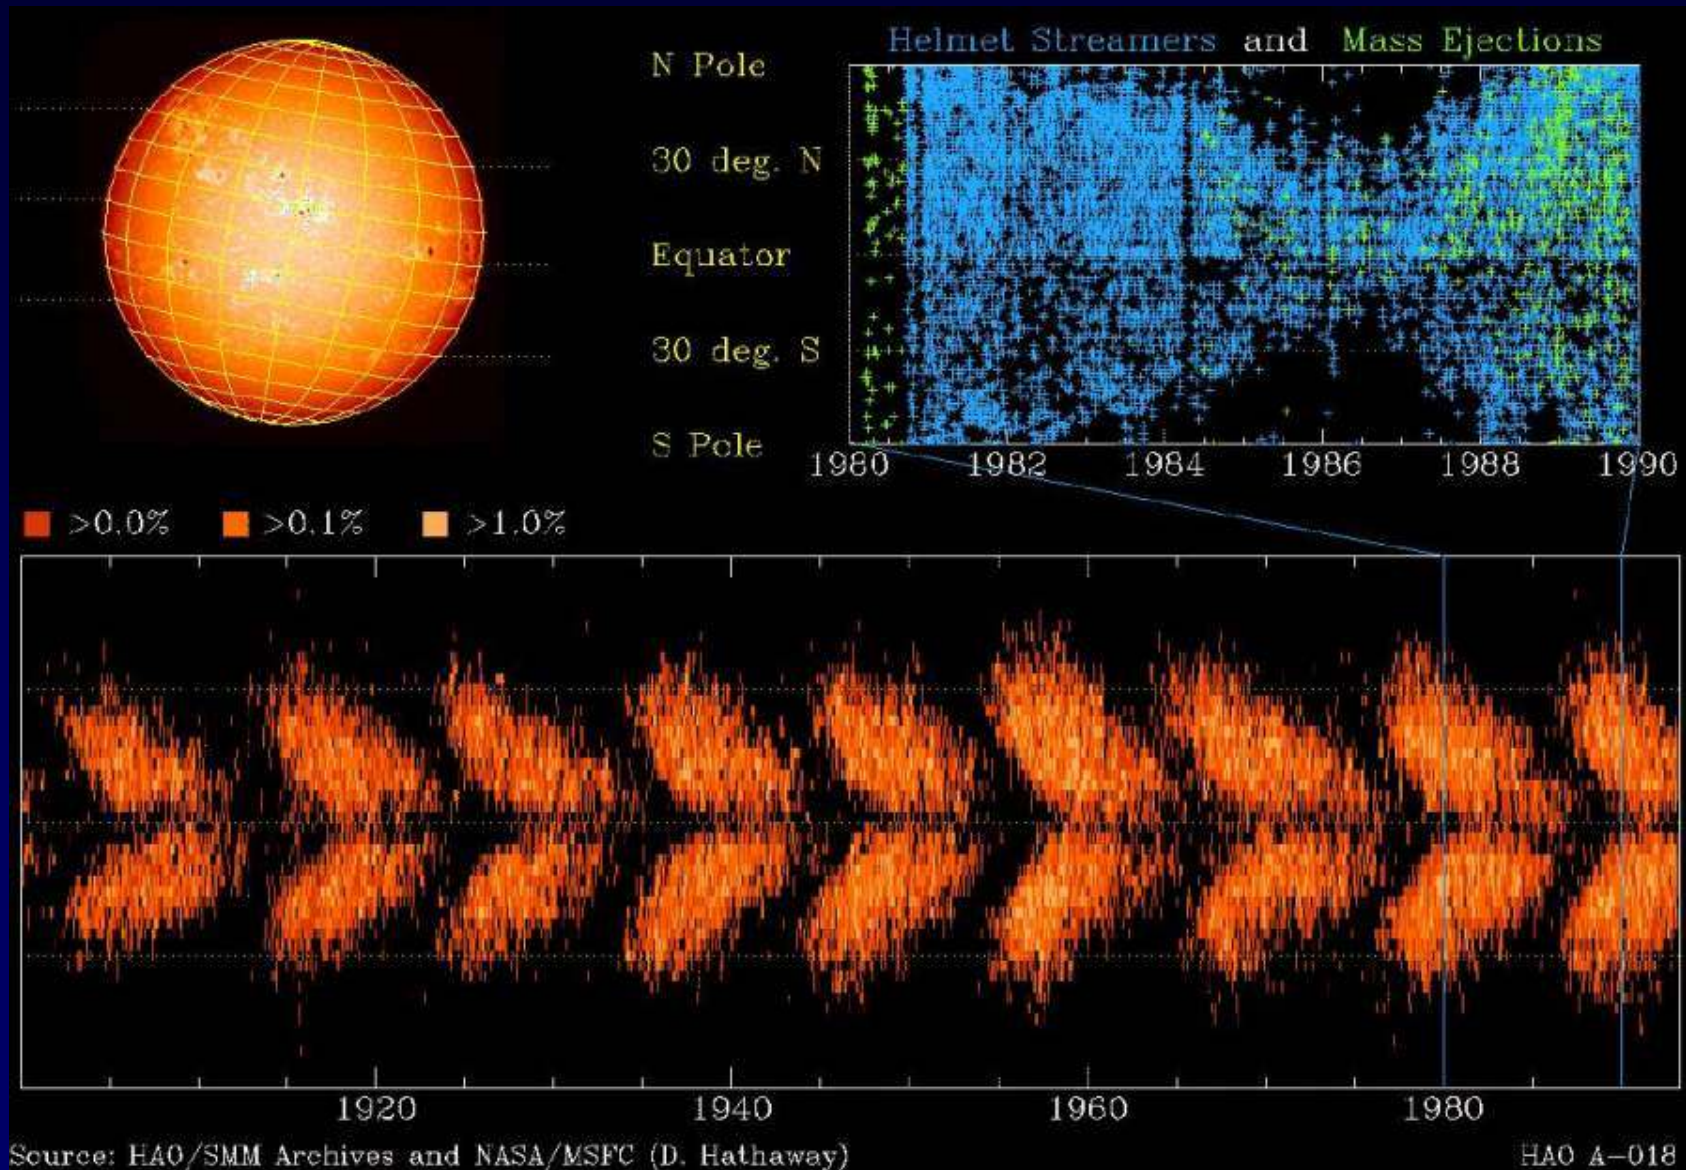 Helmet Streamers and Mass Ejections
N Pole
30 deg. N
Equator
30 deg. S
S Pole
1980 1982 1984 1986 1988 1990
>0.0% >0.1% >1.0%
1920 1940 1960 1980
Source: HAO/SMM Archives and NASA/MSFC (D. Hathaway) HAO A-018